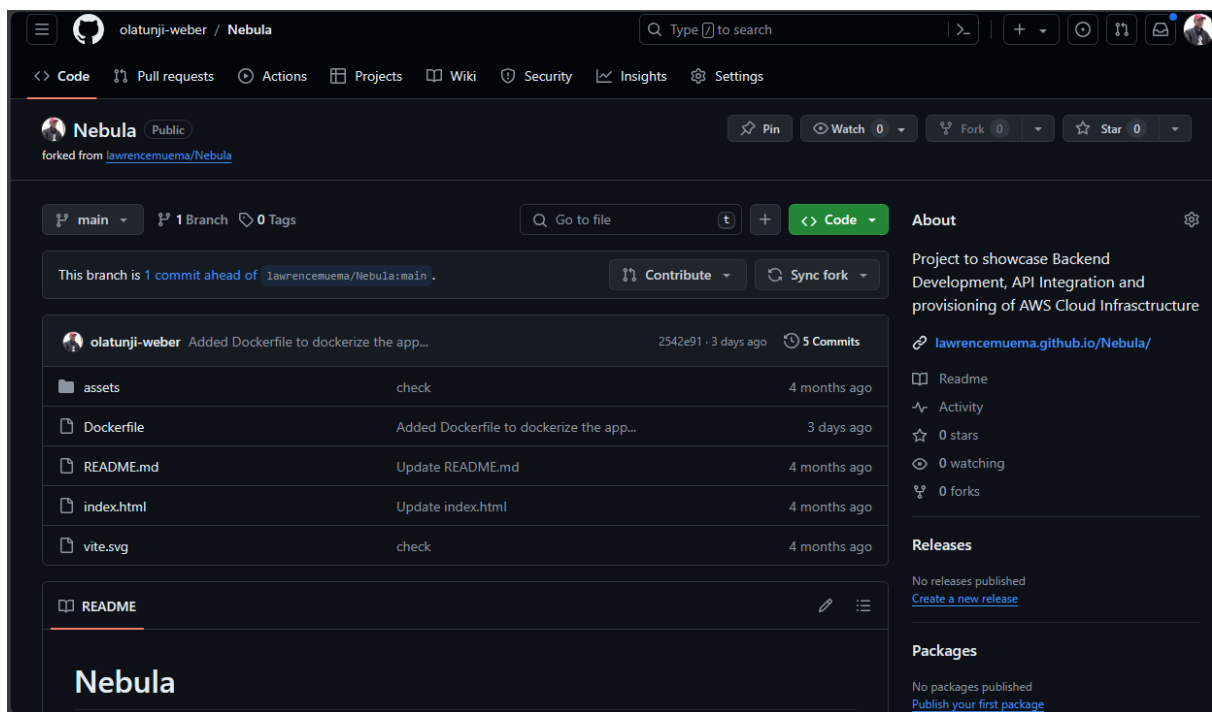 olatunji-weber / Nebula
Type / to search
Code Pull requests Actions Projects Wiki Security Insights Settings
Nebula Public
Pin Watch 0 Fork 0 Star 0
forked from lawrencemuema/Nebula
main 1 Branch 0 Tags
Go to file t
Code
This branch is 1 commit ahead of lawrencemuema/Nebula:main .
Contribute Sync fork
olatunji-weber Added Dockerfile to dockerize the app... 2542e91 · 3 days ago 5 Commits
assets check 4 months ago
Dockerfile Added Dockerfile to dockerize the app... 3 days ago
README.md Update README.md 4 months ago
index.html Update index.html 4 months ago
vite.svg check 4 months ago
README
Nebula
About
Project to showcase Backend
Development, API Integration and
provisioning of AWS Cloud Infrasctructure
lawrencemuema.github.io/Nebula/
Readme
Activity
0 stars
0 watching
0 forks
Releases
No releases published
Create a new release
Packages
No packages published
Publish your first package